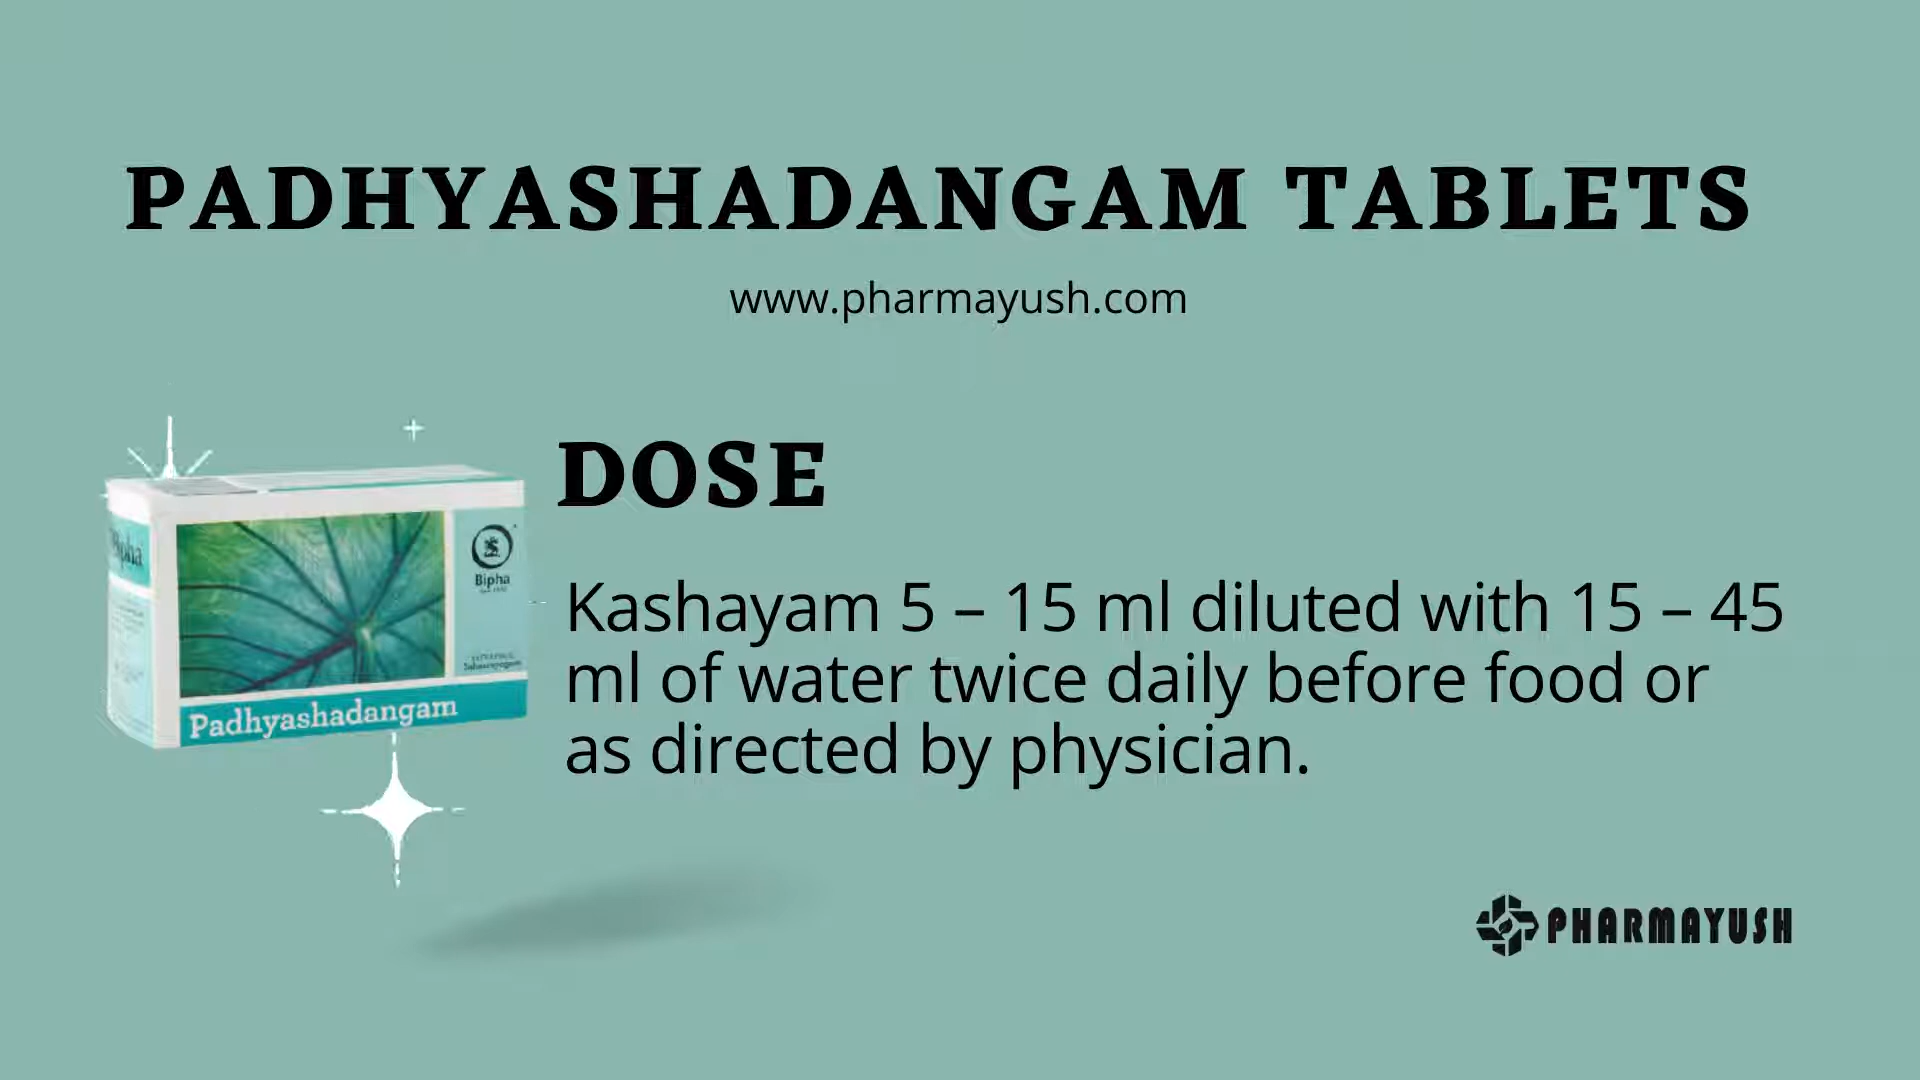 PADHYASHADANGAM TABLETS
www.pharmayush.com
DOSE
Kashayam 5 – 15 ml diluted with 15 – 45
ml of water twice daily before food or
as directed by physician.
Bipha
Bipha
Padhyashadangam
PHARMAYUSH